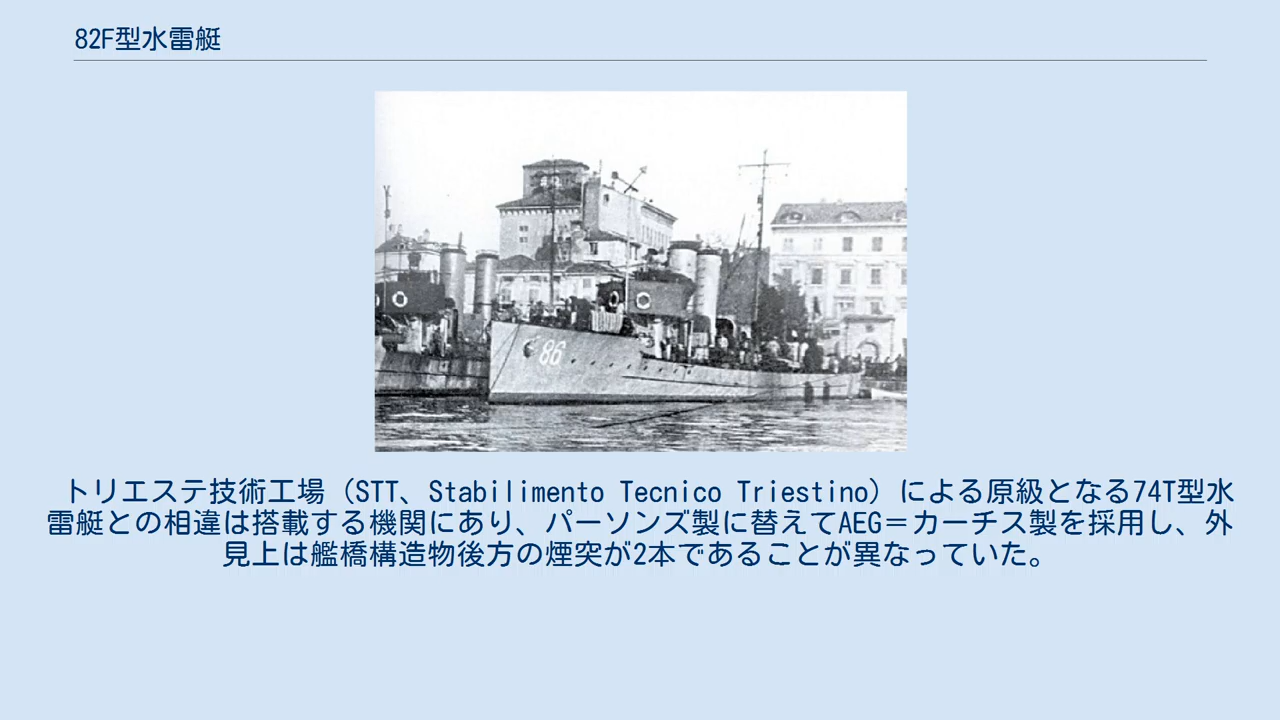 82F型水雷艇
86
トリエステ技術工場（STT、Stabilimento Tecnico Triestino）による原級となる74T型水
雷艇との相違は搭載する機関にあり、パーソンズ製に替えてAEG＝カーチス製を採用し、外
見上は艦橋構造物後方の煙突が2本であることが異なっていた。